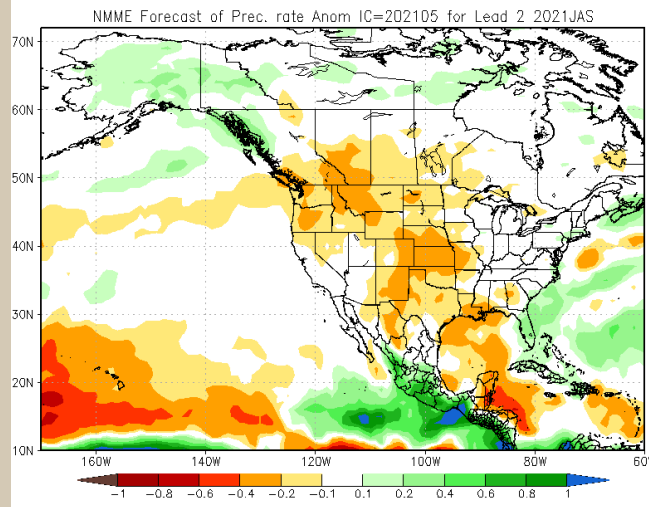 NMME Forecast of Prec. rate Anom IC=202105 for Lead 2 2021JAS
70N
60N
50N
40N
30N
20N
10N
160W 140W 120W 100W 80W 60
-1 -0.8 -0.6 -0.4 -0.2 -0.1 0.1 0.2 0.4 0.6 0.8 1